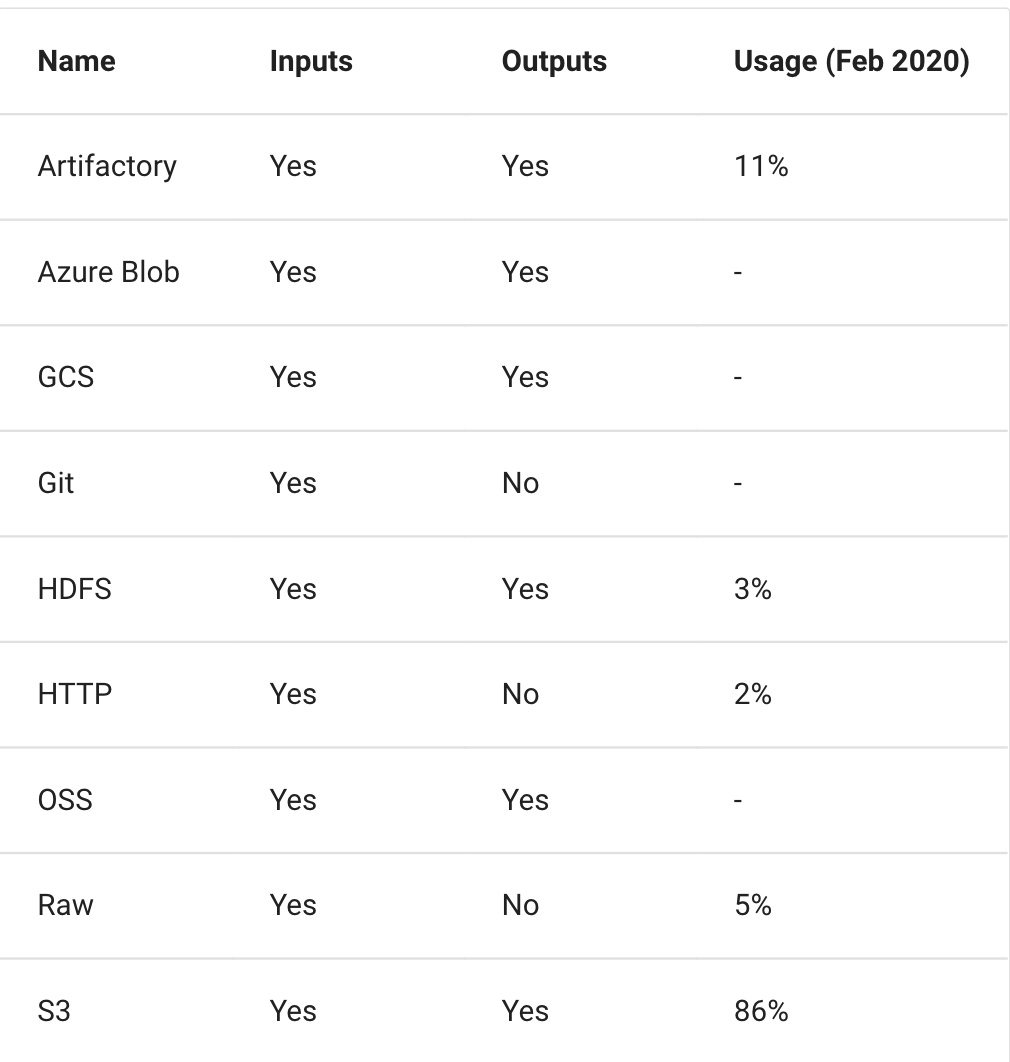 Name Inputs Outputs Usage (Feb 2020)
Artifactory Yes Yes 11%
Azure Blob Yes Yes -
GCS Yes Yes -
Git Yes No -
HDFS Yes Yes 3%
HTTP Yes No 2%
OSS Yes Yes -
Raw Yes No 5%
S3 Yes Yes 86%